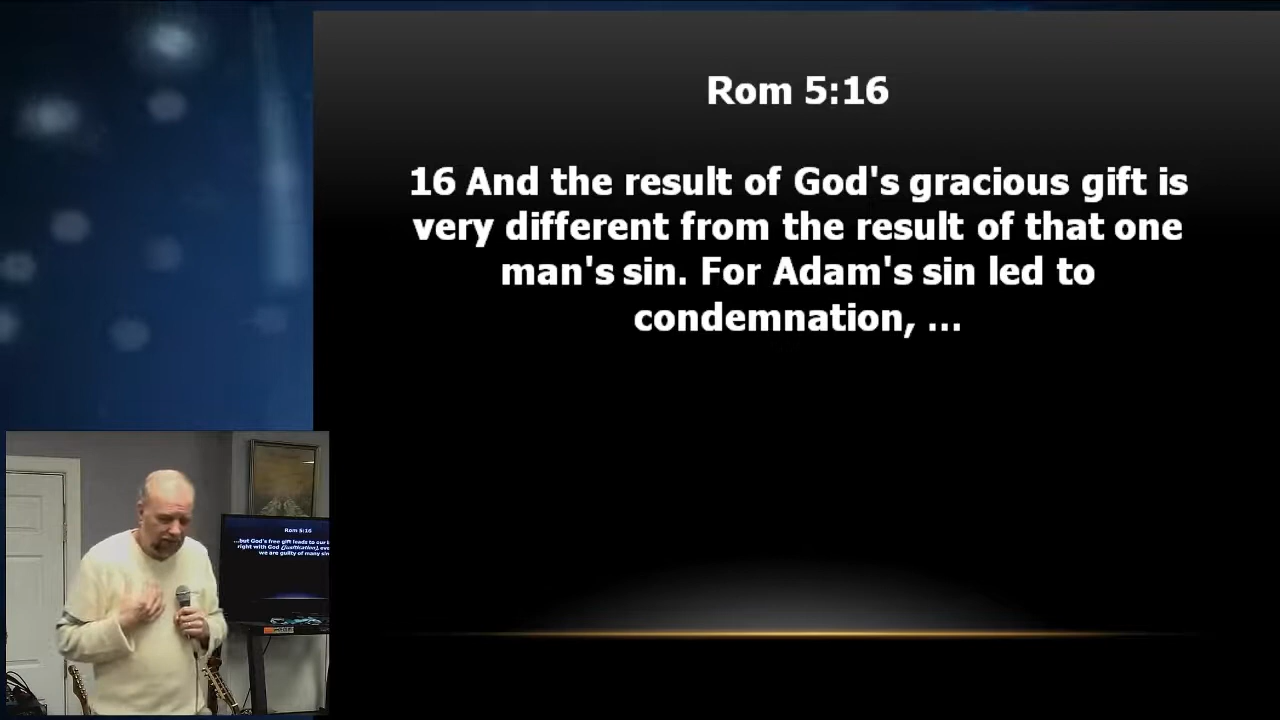 Rom 5:16
16 And the result of God's gracious gift is
very different from the result of that one
man's sin. For Adam's sin led to
condemnation, ...
Rom 5:16
...but God's free gift leads to our
right with God (justification), eve
we are guilty of many sin